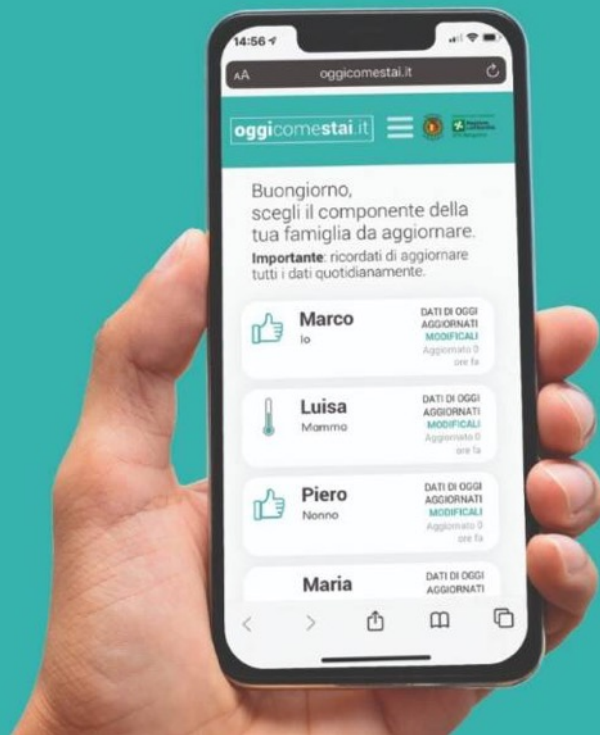 14:56
AA
oggicomestai.it
oggicomestai.it
Regione
Lombardia
Buongiorno,
scegli il componente della
tua famiglia da aggiornare.
Importante: ricordati di aggiornare
tutti i dati quotidianamente.
Marco
Io
DATI DI OGGI
AGGIORNATI
MODIFICALI
Aggiornato 0
ore fa
Luisa
Mamma
DATI DI OGGI
AGGIORNATI
MODIFICALI
Aggiornato 0
ore fa
Piero
Nonno
DATI DI OGGI
AGGIORNATI
MODIFICALI
Aggiornato 0
ore fa
Maria
DATI DI OGGI
AGGIORNATI